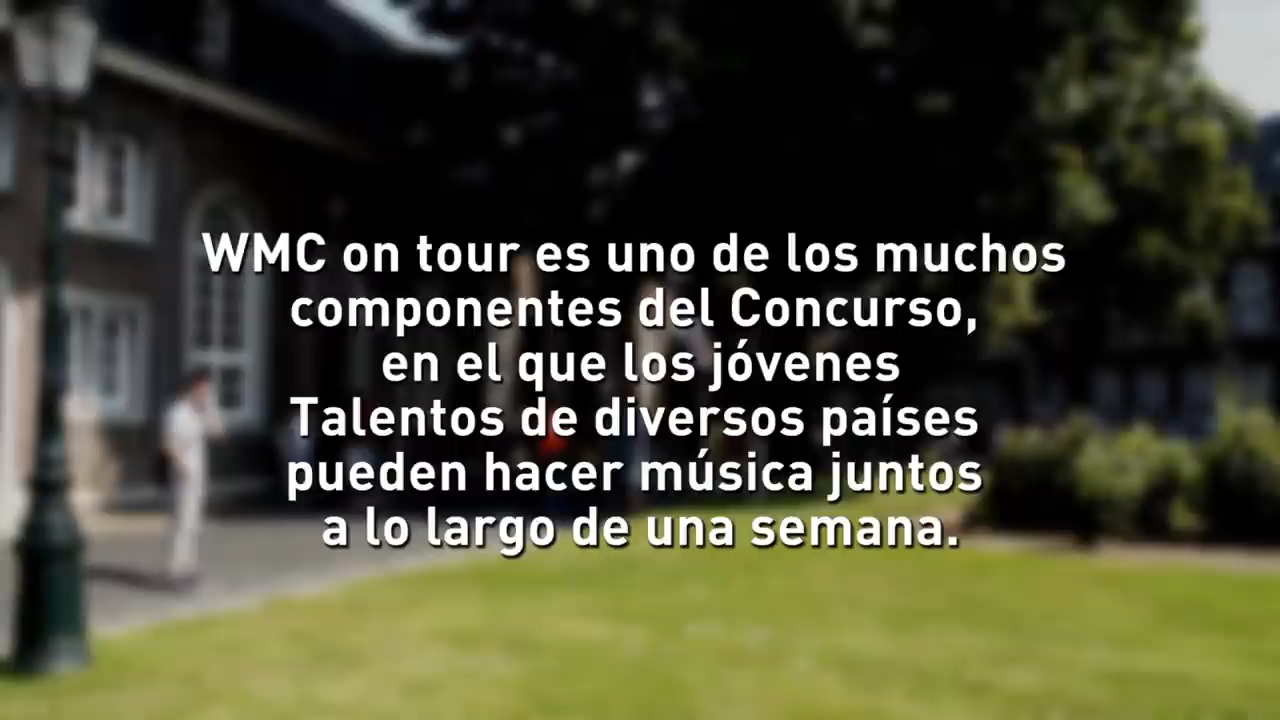 WMC on tour es uno de los muchos
componentes del Concurso,
en el que los jóvenes
Talentos de diversos países
pueden hacer música juntos
a lo largo de una semana.